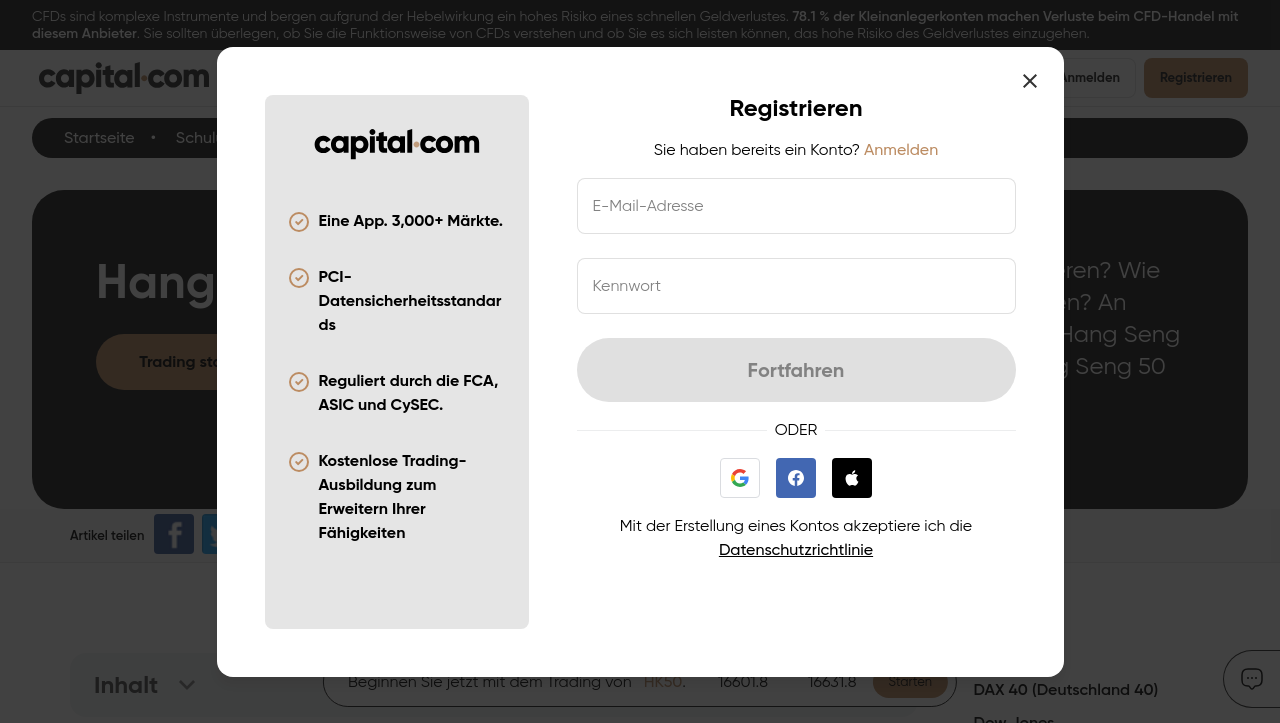 CFDs sind komplexe Instrumente und bergen aufgrund der Hebelwirkung ein hohes Risiko eines schnellen Geldverlustes. 78.1 % der Kleinanlegerkonten machen Verluste beim CFD-Handel mit
diesem Anbieter. Sie sollten überlegen, ob Sie die Funktionsweise von CFDs verstehen und ob Sie es sich leisten können, das hohe Risiko des Geldverlustes einzugehen.
capital.com
Anmelden
Registrieren
Startseite •
Hang
Trading
Wie
An
Hang Seng
Seng 50
Artikel teilen
Inhalt
Beginnen Sie jetzt mit dem Trading von HK50. 16601.8 16631.8 Starten
DAX 40 (Deutschland 40)
Dow Jones
capital.com
Eine App. 3,000+ Märkte.
PCI-
Datensicherheitsstandar
ds
Reguliert durch die FCA,
ASIC und CySEC.
Kostenlose Trading-
Ausbildung zum
Erweitern Ihrer
Fähigkeiten
Registrieren
Sie haben bereits ein Konto? Anmelden
E-Mail-Adresse
Kennwort
Fortfahren
ODER
Mit der Erstellung eines Kontos akzeptiere ich die
Datenschutzrichtlinie